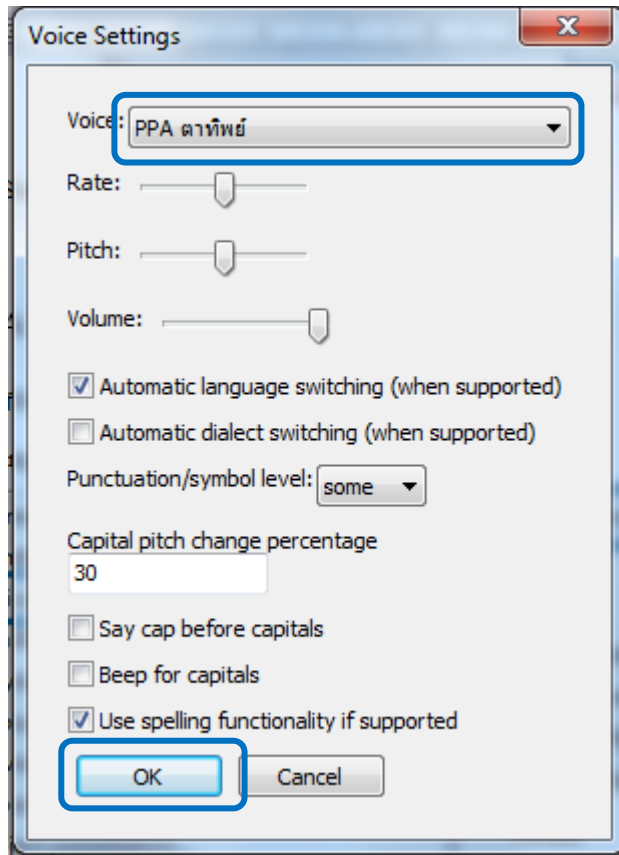 Voice Settings
Voice: PPA ตาทิพย์
Rate:
Pitch:
Volume:
Automatic language switching (when supported)
Automatic dialect switching (when supported)
Punctuation/symbol level: some
Capital pitch change percentage
30
Say cap before capitals
Beep for capitals
Use spelling functionality if supported
OK Cancel